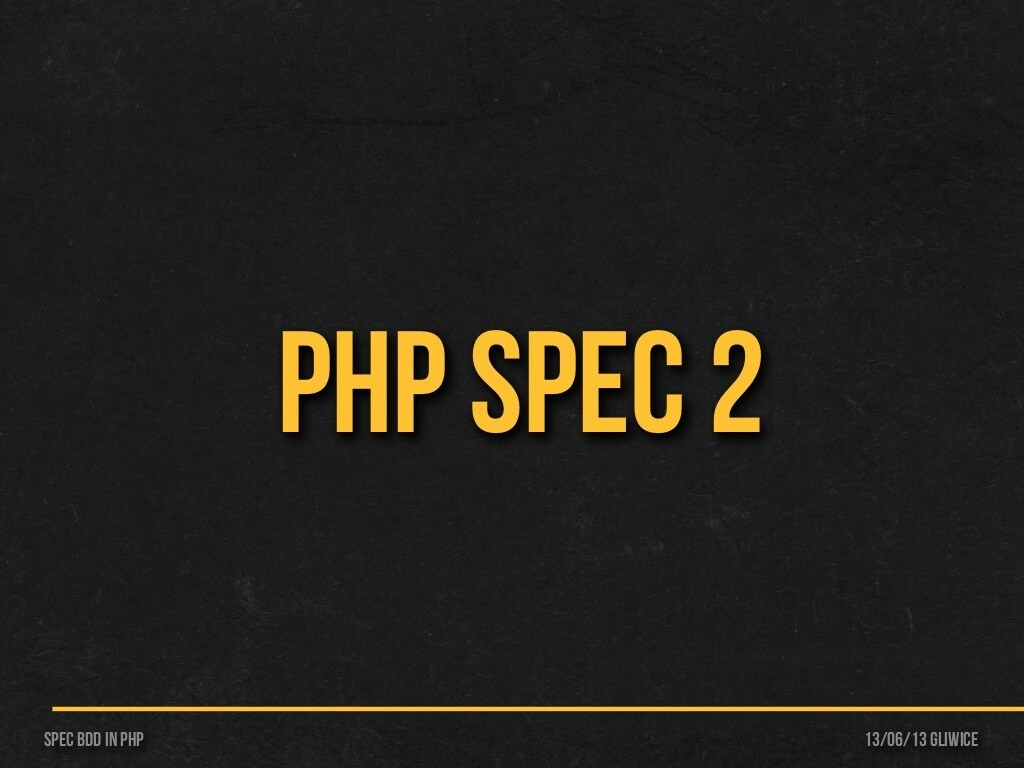 PHP SPEC 2
SPEC BDD IN PHP
13/06/13 GLIWICE